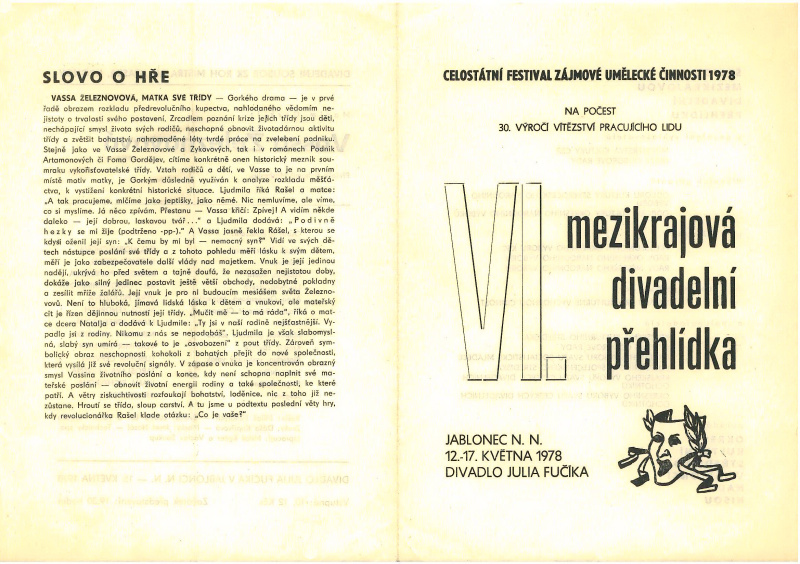 SLOVO O HŘE
VASSA ŽELEZNOVOVÁ, MATKA SVÉ TŘÍDY — Gorkého drama — je v prvé
řadě obrazem rozkladu předrevolučního kupectva, nahlodaného vědomím ne-
jistoty o trvalosti svého postavení. Zrcadlem poznání krize jejich třídy jsou děti,
nechápající smysl života svých rodičů, neschopné obnovit životadárnou aktivitu
třídy a zvětšit bohatství nahromaděné léty tvrdé práce na zvelebení podniku.
Stejně jako ve Vasse Železnové a Zykovových, tak i v románech Podnik
Artamonových či Foma Gordějev, cítíme konkrétně onen historický mezník sou-
mraku vykořisťovatelské třídy. Vztah rodičů a dětí, ve Vasse to je na prvním
místě motiv matky, je Gorkým důsledně využíván k analyze rozkladu měšťá-
ctva, k vystižení konkrétní historické situace. Ljudmila říká Rašel a matce:
„A tak pracujeme, mlčíme jako jeptišky, jako němé. Nic nemluvíme, ale víme,
co si myslíme. Já něco zpívám, Přestanu — Vassa křičí: Zpívej! A vidím někde
daleko — její dobrou, laskavou tvář..." a Ljudmila dodává: „Podivně
hezky se mi žije (podtrženo -pp-)." A Vassa jasně řekla Rášel, s kterou se
kdysi oženil její syn: „K čemu by mi byl — nemocný syn?" Vidí ve svých dě-
tech nástupce poslání své třídy a z tohoto pohledu měří lásku k svým dětem,
měří je jako zabezpečovatele další vlády nad majetkem. Vnuk je její jedinou
nadějí, ukrývá ho před světem a tajně doufá, že nezasažen nejistotou doby,
dokáže jako silný jedinec postavit ještě větší obchody, nedobytné pokladny
a zesílit mříže žalářů. Její vnuk je pro ni budoucím mesiášem světa Železno-
vové. Není to hluboká, jímavá lidská láska k dětem a vnukovi, ale mateřský
cit je řízen dějinnou nutností její třídy. „Mučit mě — to má ráda", říká o mat-
ce dcera Natalja a dodává k Ljudmile: „Ty jsi v naší rodině nejšťastnější. Vy-
padla jsi z rodiny. Nikomu z nás se nepodobáš". Ljudmila je však slabomysl-
ná, slabý syn umírá — takové to je „osvobození" z pout třídy. Zároveň sym-
bolický obraz neschopnosti kohokoli z bohatých přejít do nové společnosti,
která vysílá již své revoluční signály. V zápase o vnuka je koncentrován obrazný
smysl Vassina životního poslání a konce, kdy není schopna naplnit své ma-
teřské poslání — obnovit životní energii rodiny a také společnosti, ke které
patří. A větry ziskuchtivosti rozfoukají bohatství, loděnice, nic z toho již ne-
zůstane. Hroutí se třída, sloup carství. A tu jsme u podtextu poslední věty hry,
kdy revolucionářka Rašel klade otázku: „Co je vaše?"
CELOSTÁTNÍ FESTIVAL ZÁJMOVÉ UMĚLECKÉ ČINNOSTI 1978
NA POČEST
30. VÝROČÍ VÍTĚZSTVÍ PRACUJÍCÍHO LIDU
VI.
mezikrajová
divadelní
přehlídka
JABLONEC N. N.
12.-17. KVĚTNA 1978
DIVADLO JULIA FUČÍKA